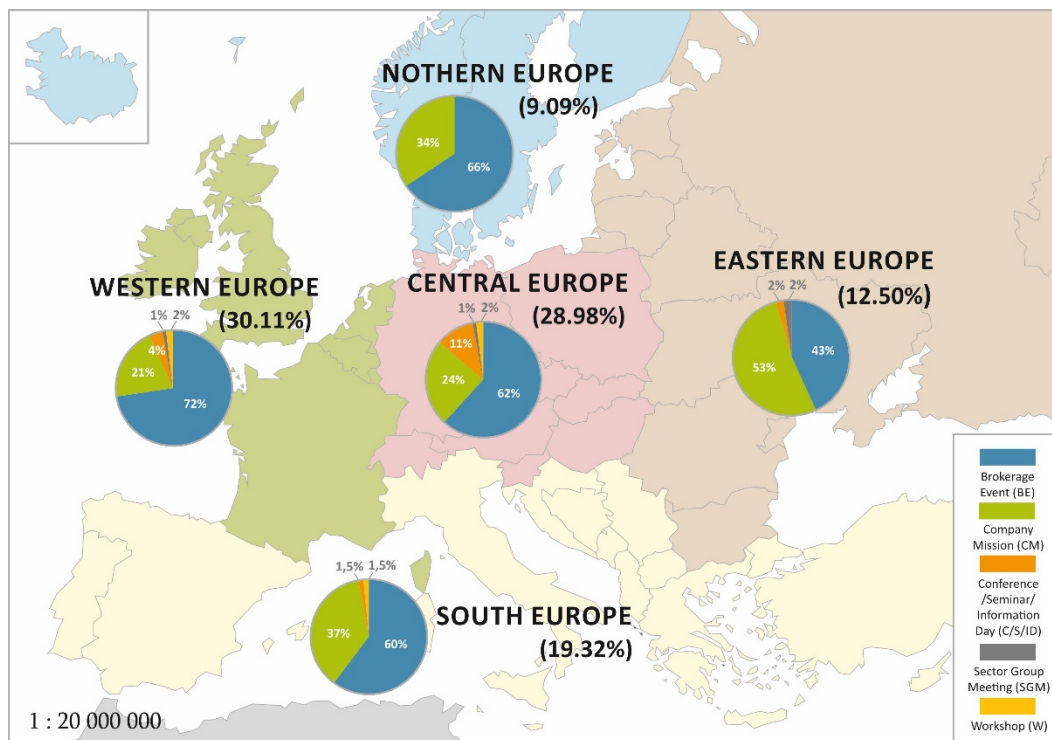 NOTHERN EUROPE
(9.09%)
34%
66%
WESTERN EUROPE
(30.11%)
1% 2%
4%
21%
72%
CENTRAL EUROPE
(28.98%)
1% 2%
11%
24%
62%
EASTERN EUROPE
(12.50%)
2% 2%
53%
43%
1,5% 1,5%
37%
60%
SOUTH EUROPE
(19.32%)
1 : 20 000 000
Brokerage
Event (BE)
Company
Mission (CM)
Conference
/Seminar/
Information
Day (C/S/ID)
Sector Group
Meeting (SGM)
Workshop (W)